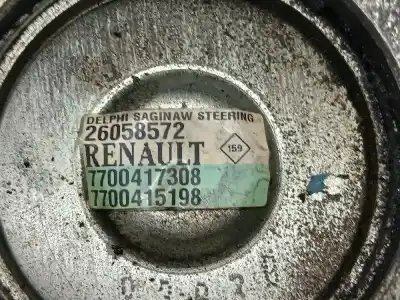 DELPHI SAGINAW STEERING
26058572
RENAULT 159
7700417308
7700415198